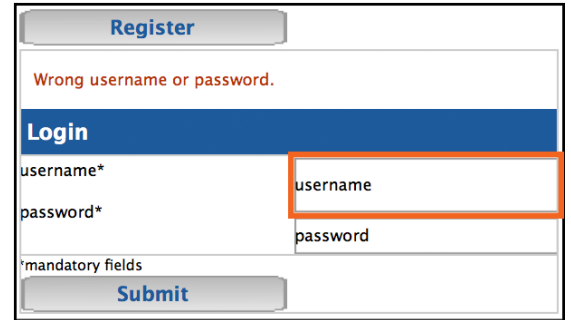 Register
Wrong username or password.
Login
username*
username
password*
password
*mandatory fields
Submit